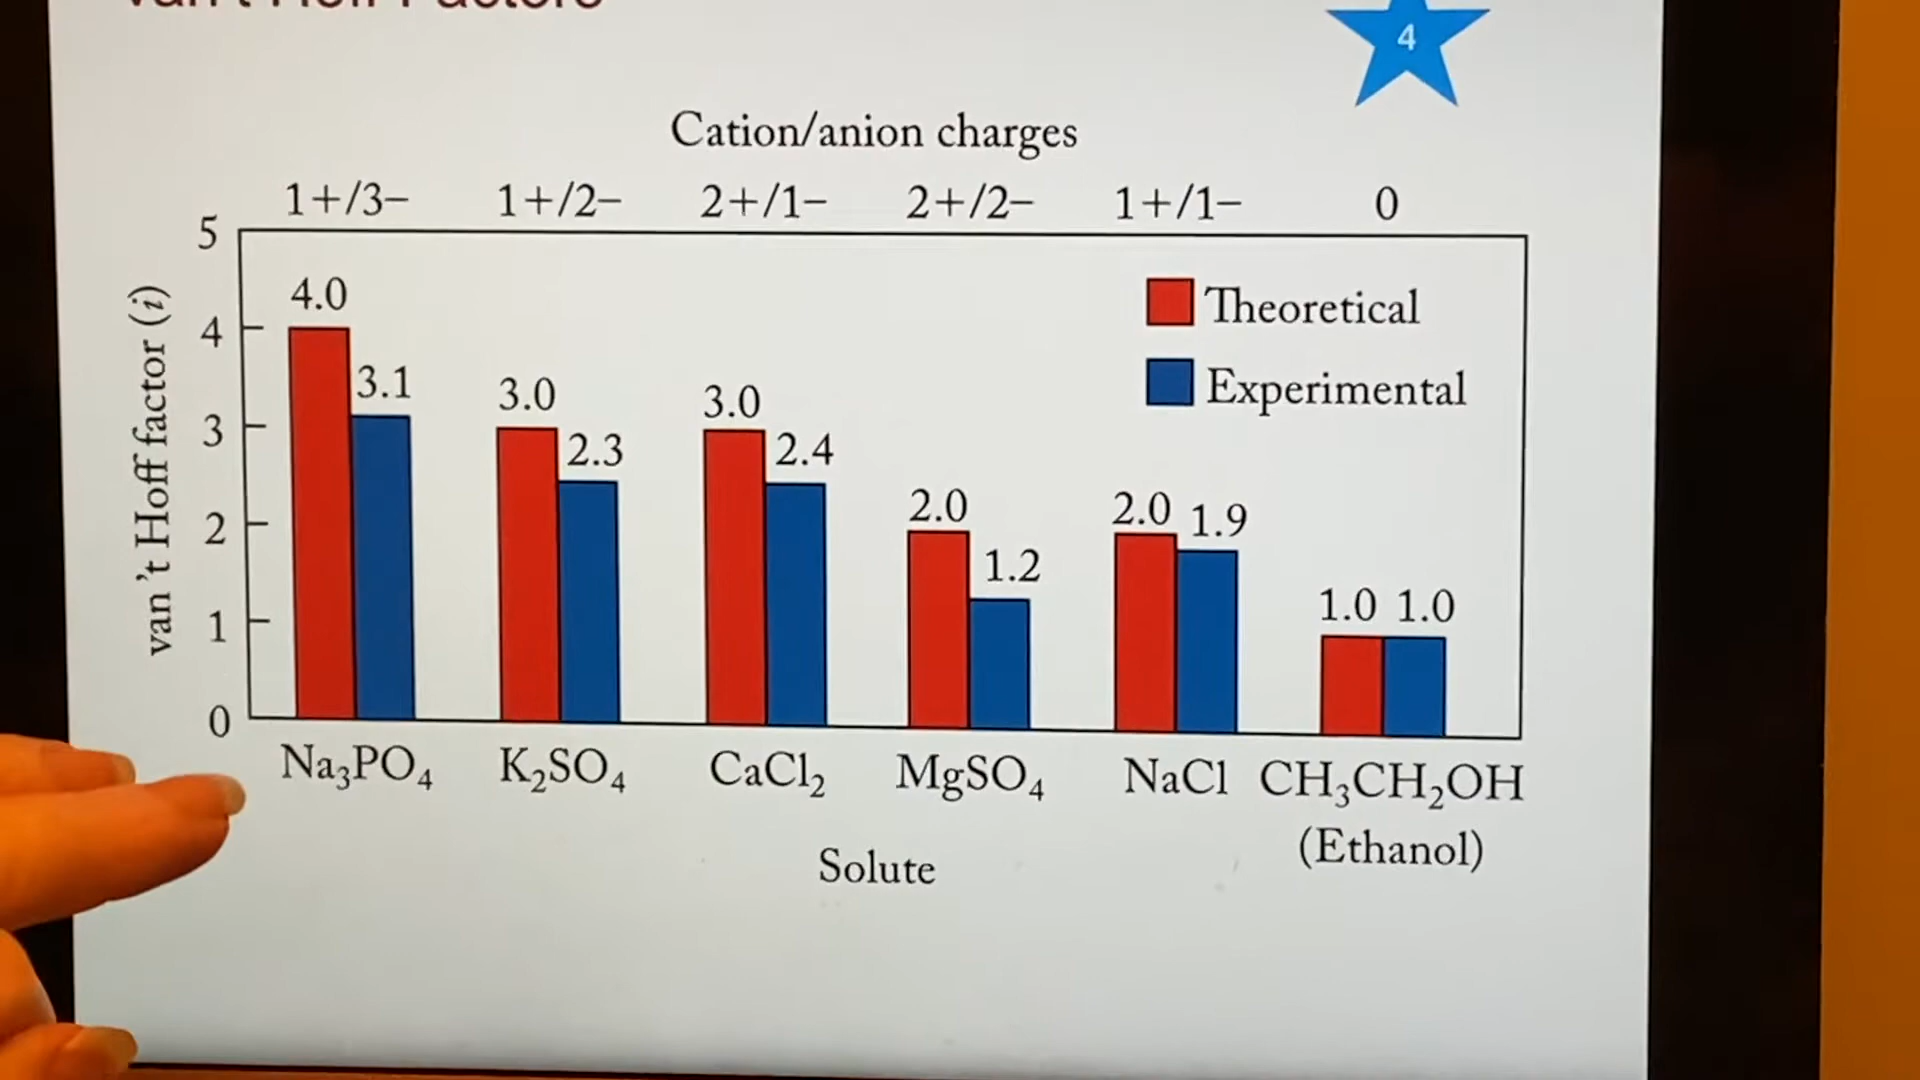 van't Hoff Factors
4
Cation/anion charges
1+/3− 1+/2− 2+/1− 2+/2− 1+/1− 0
5
4
3
2
1
0
van't Hoff factor (i)
4.0 3.1 3.0 2.3 3.0 2.4 2.0 1.2 2.0 1.9 1.0 1.0
Theoretical
Experimental
Na₃PO₄ K₂SO₄ CaCl₂ MgSO₄ NaCl CH₃CH₂OH
(Ethanol)
Solute